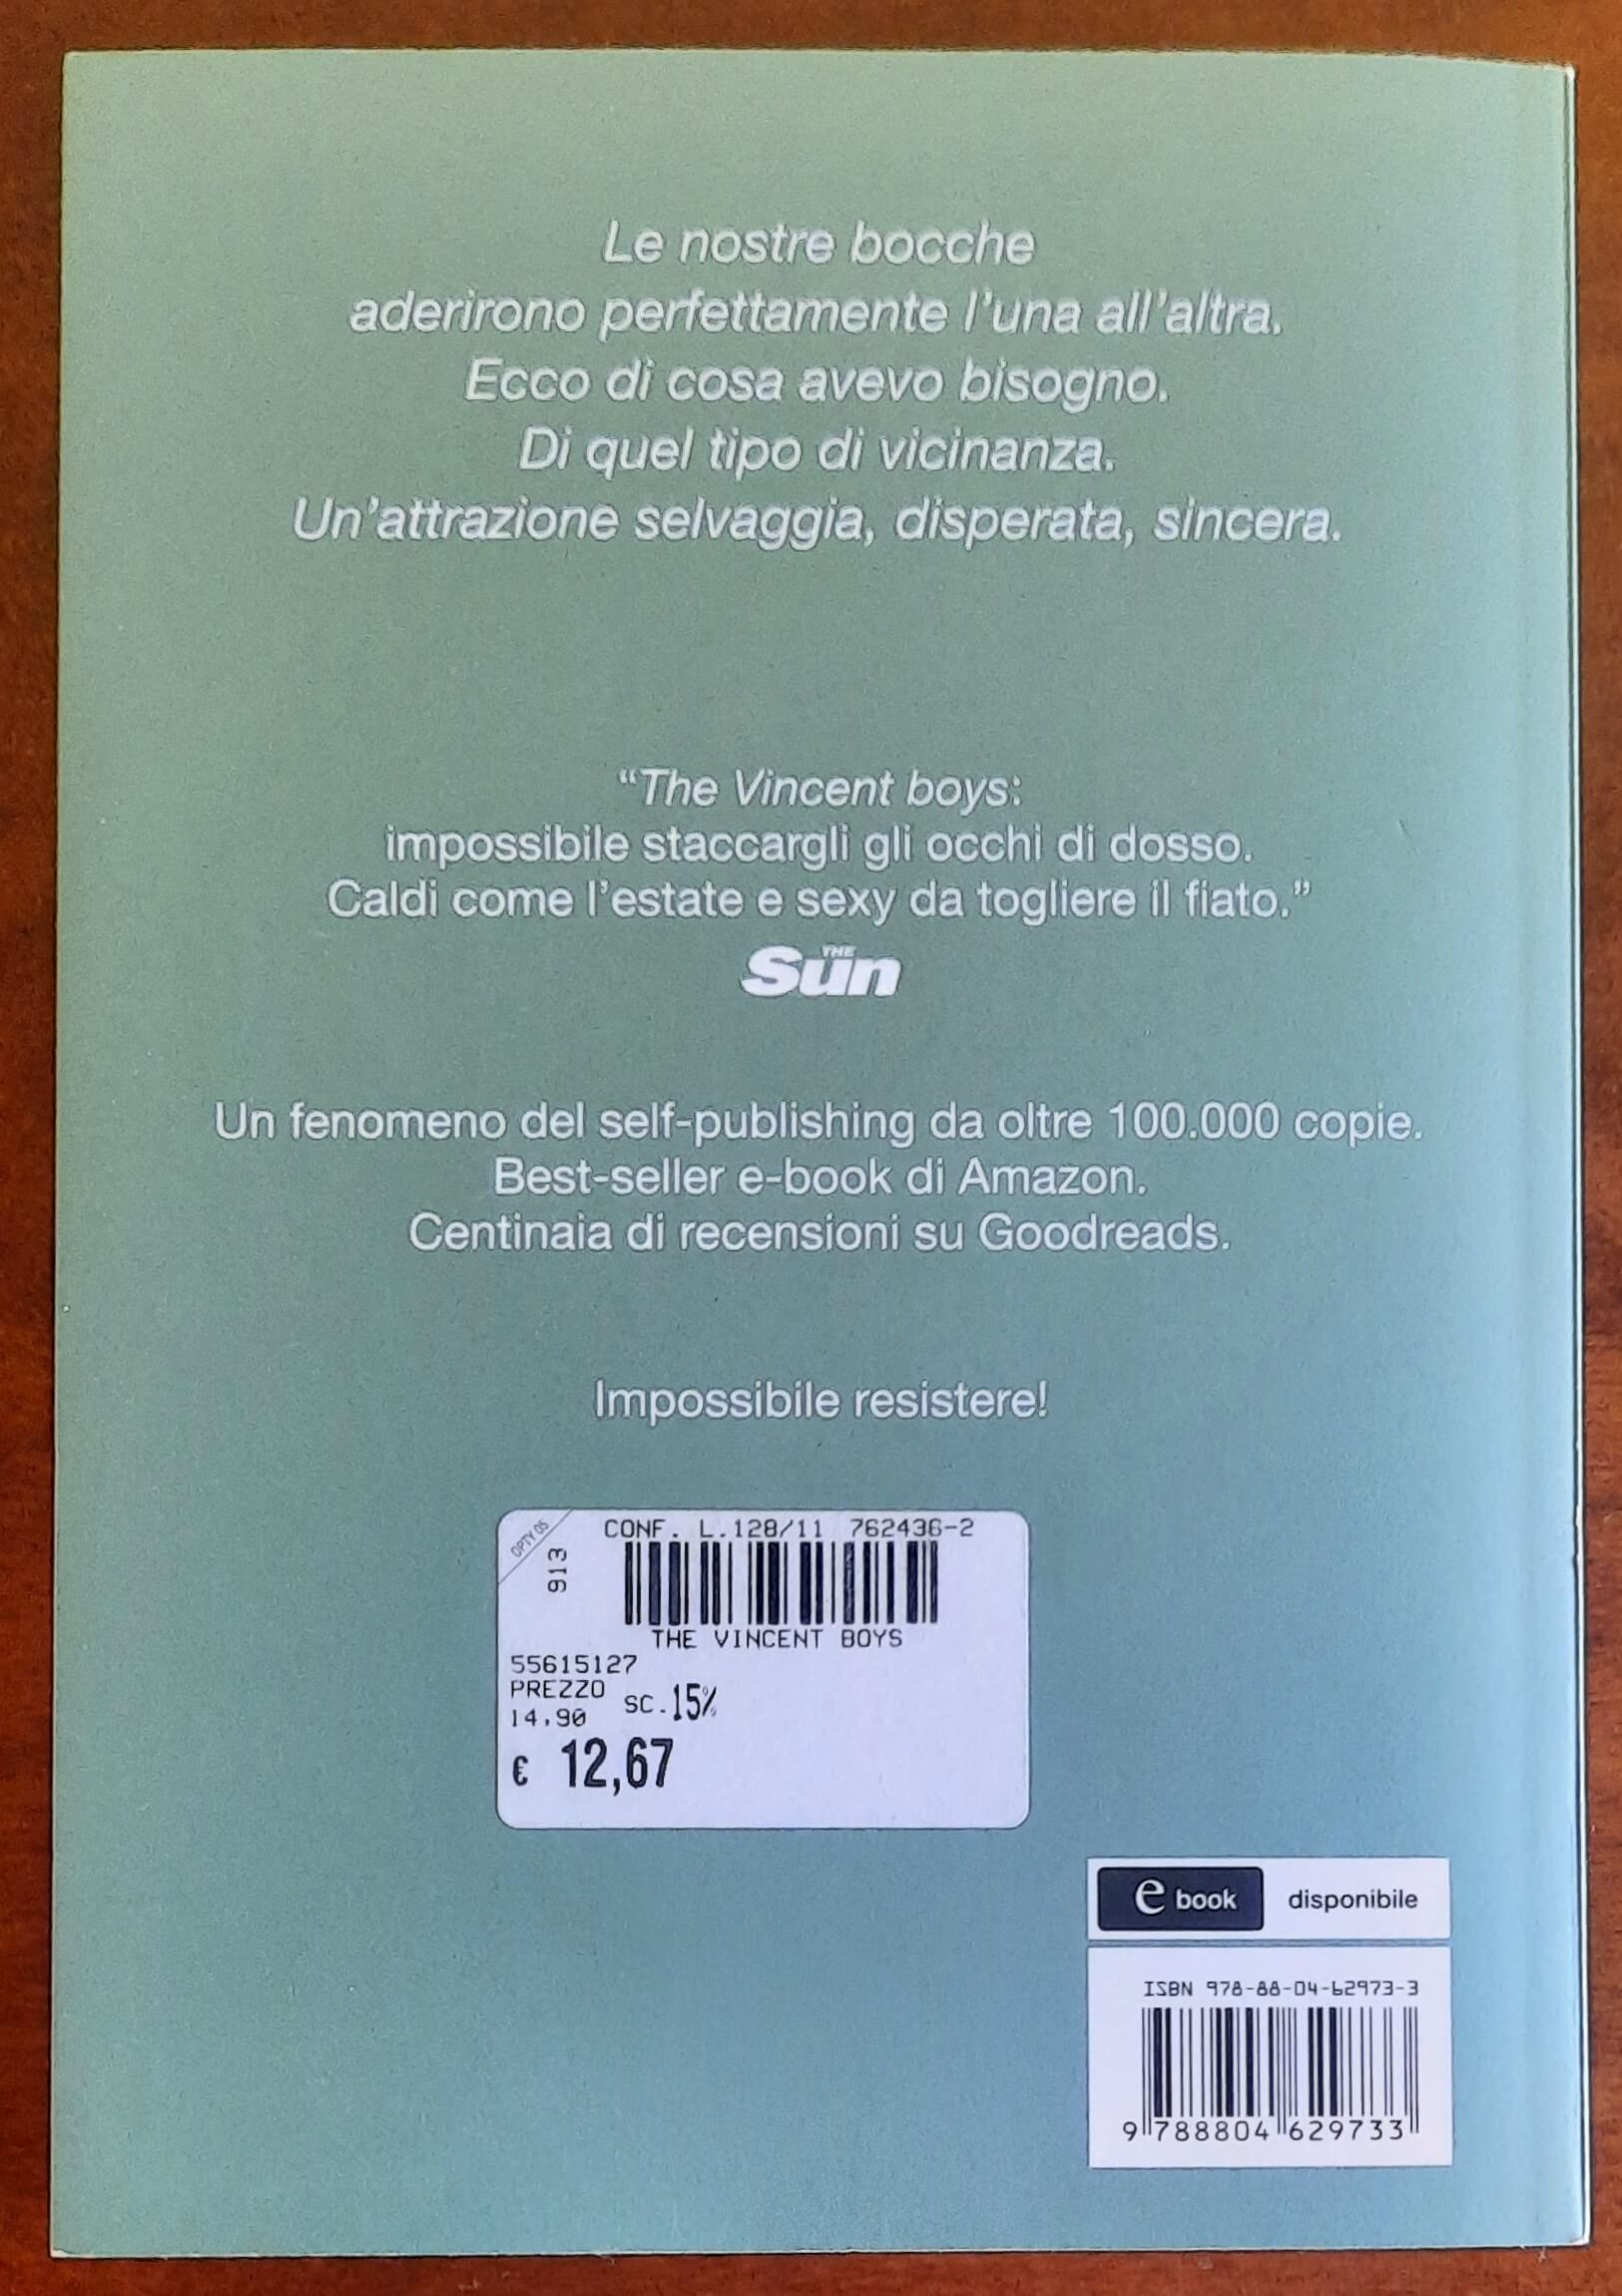 Le nostre bocche
aderirono perfettamente l'una all'altra.
Ecco di cosa avevo bisogno.
Di quel tipo di vicinanza.
Un'attrazione selvaggia, disperata, sincera.
“The Vincent boys:
impossibile staccargli gli occhi di dosso.
Caldi come l'estate e sexy da togliere il fiato.”
THE Sun
Un fenomeno del self-publishing da oltre 100.000 copie.
Best-seller e-book di Amazon.
Centinaia di recensioni su Goodreads.
Impossibile resistere!
OPTY 05
913
CONF. L.128/11 762436-2
THE VINCENT BOYS
55615127
PREZZO SC.15%
14,90
€ 12,67
e book disponibile
ISBN 978-88-04-62973-3
9 788804 629733